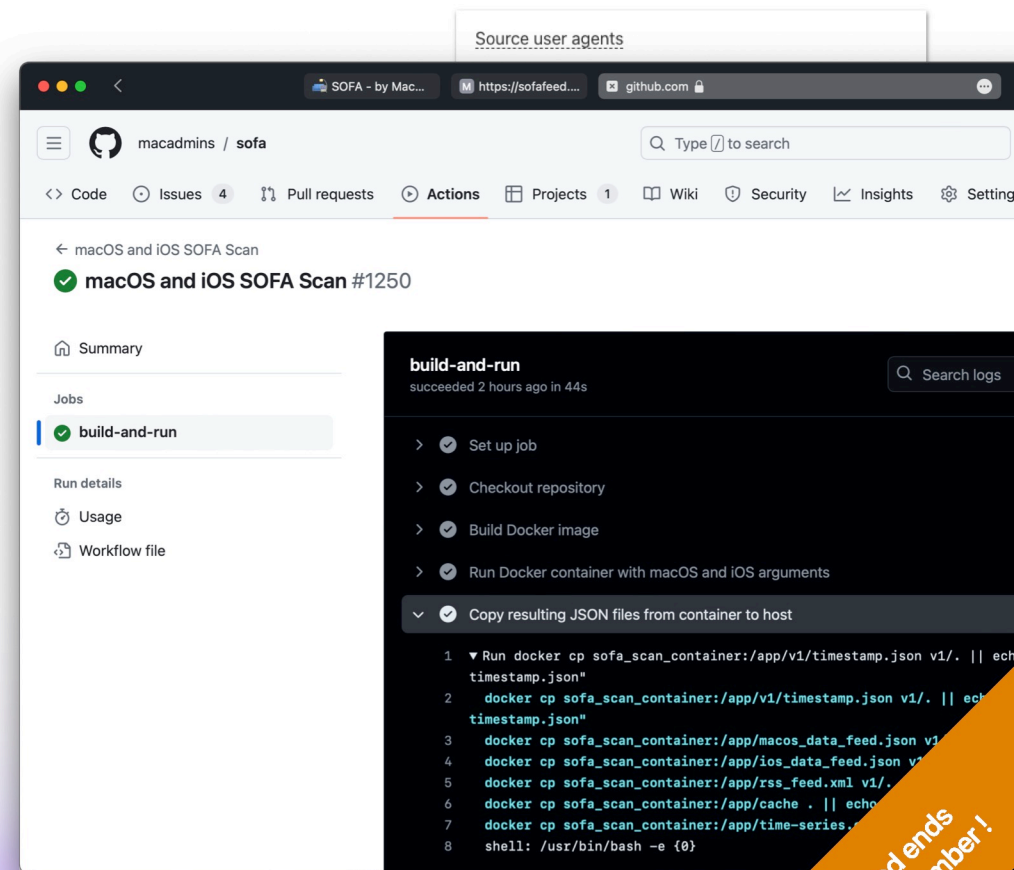 Source user agents
SOFA - by Mac...
https://sofafeed....
github.com
macadmins / sofa
Type / to search
Code
Issues 4
Pull requests
Actions
Projects 1
Wiki
Security
Insights
Setting
← macOS and iOS SOFA Scan
macOS and iOS SOFA Scan #1250
Summary
Jobs
build-and-run
Run details
Usage
Workflow file
build-and-run
succeeded 2 hours ago in 44s
Search logs
Set up job
Checkout repository
Build Docker image
Run Docker container with macOS and iOS arguments
Copy resulting JSON files from container to host
1 ▼ Run docker cp sofa_scan_container:/app/v1/timestamp.json v1/. || ech
timestamp.json"
2 docker cp sofa_scan_container:/app/v1/timestamp.json v1/. || ech
timestamp.json"
3 docker cp sofa_scan_container:/app/macos_data_feed.json v1
4 docker cp sofa_scan_container:/app/ios_data_feed.json v1
5 docker cp sofa_scan_container:/app/rss_feed.xml v1/.
6 docker cp sofa_scan_container:/app/cache . || echo
7 docker cp sofa_scan_container:/app/time-series.
8 shell: /usr/bin/bash -e {0}
ends